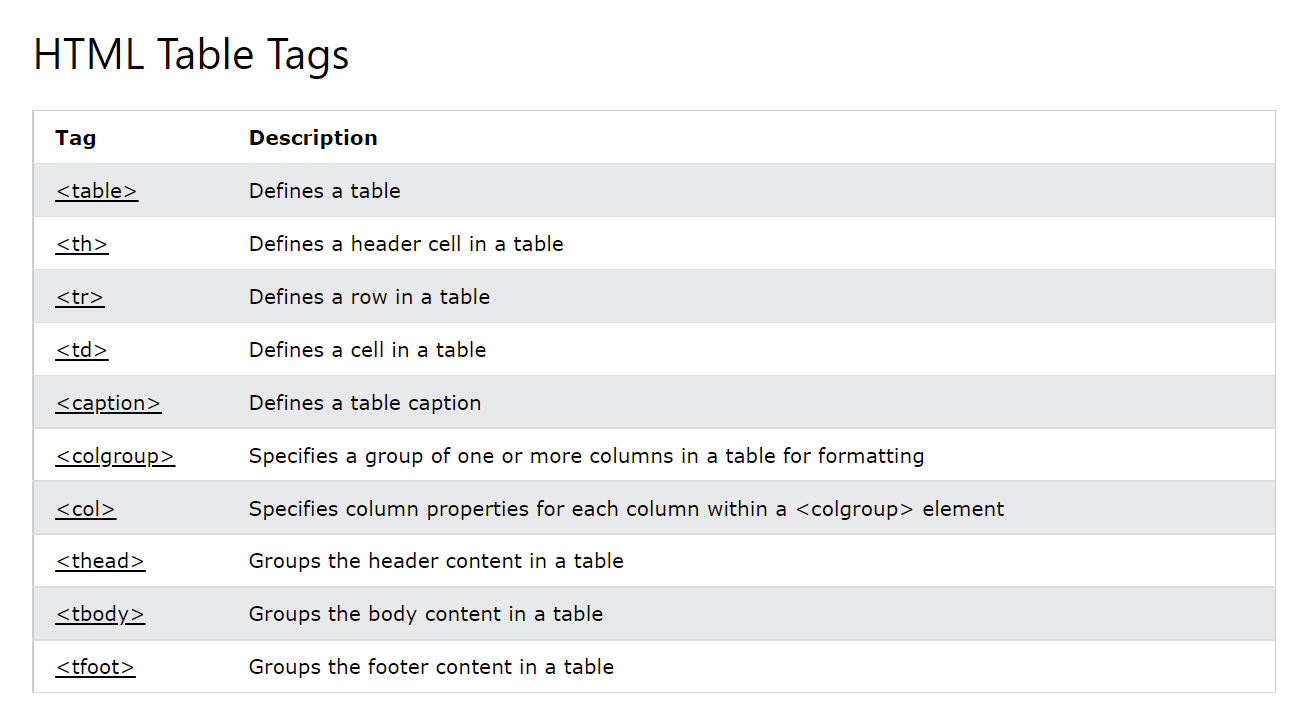 HTML Table Tags
Tag Description
<table> Defines a table
<th> Defines a header cell in a table
<tr> Defines a row in a table
<td> Defines a cell in a table
<caption> Defines a table caption
<colgroup> Specifies a group of one or more columns in a table for formatting
<col> Specifies column properties for each column within a <colgroup> element
<thead> Groups the header content in a table
<tbody> Groups the body content in a table
<tfoot> Groups the footer content in a table